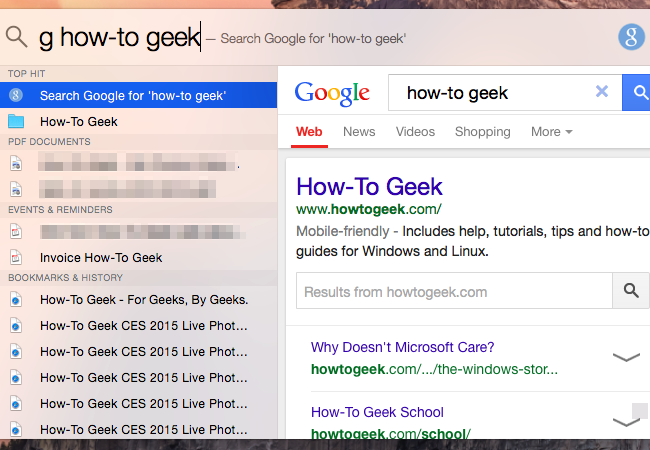 g how-to geek — Search Google for 'how-to geek'
TOP HIT
Search Google for 'how-to geek'
How-To Geek
PDF DOCUMENTS
EVENTS & REMINDERS
Invoice How-To Geek
BOOKMARKS & HISTORY
How-To Geek - For Geeks, By Geeks.
How-To Geek CES 2015 Live Phot...
How-To Geek CES 2015 Live Phot...
How-To Geek CES 2015 Live Phot...
How-To Geek CES 2015 Live Phot...
How-To Geek CES 2015 Live Phot...
Google how-to geek
Web News Videos Shopping More
How-To Geek
www.howtogeek.com/
Mobile-friendly - Includes help, tutorials, tips and how-to
guides for Windows and Linux.
Results from howtogeek.com
Why Doesn't Microsoft Care?
howtogeek.com/.../the-windows-stor...
How-To Geek School
howtogeek.com/school/